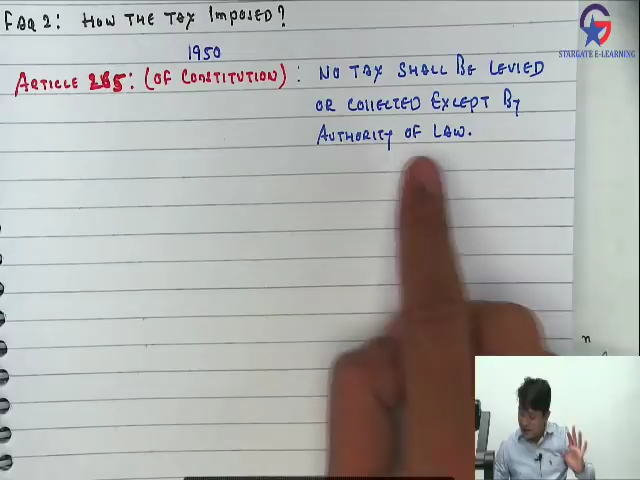 FAQ 2: HOW THE TAX IMPOSED?
1950
ARTICLE 265: (OF CONSTITUTION): NO TAX SHALL BE LEVIED
OR COLLECTED EXCEPT BY
AUTHORITY OF LAW.
STARGATE E-LEARNING
n